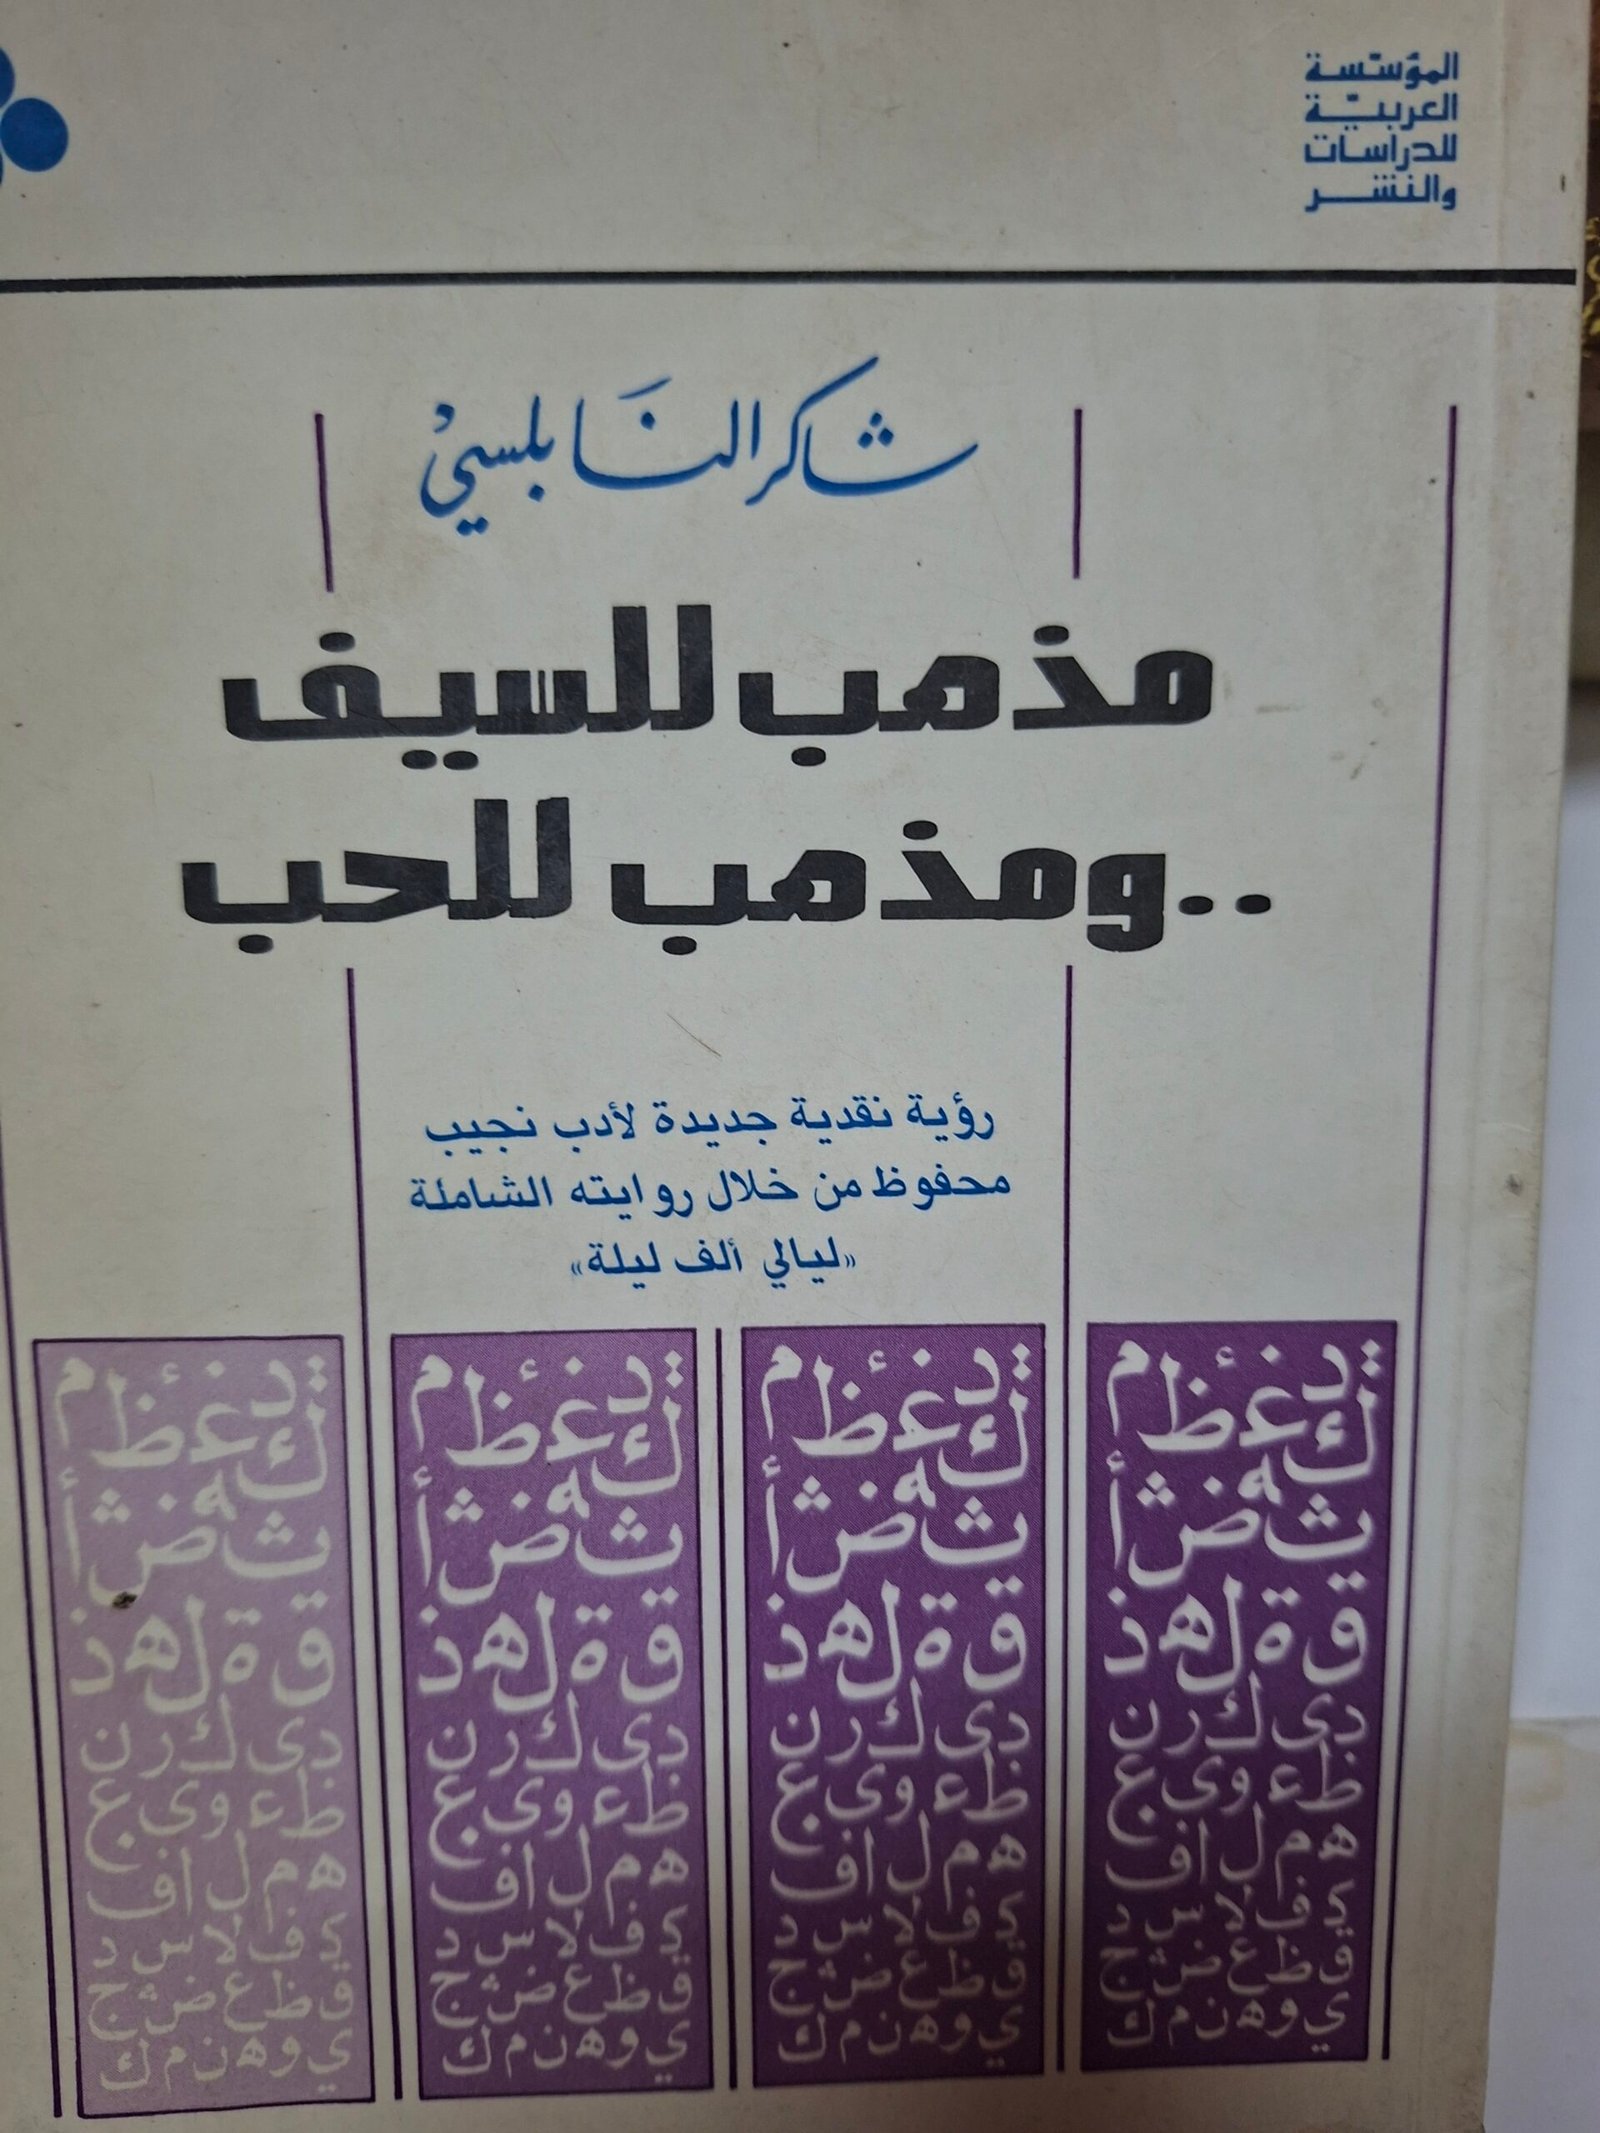 المؤسسة
العربية
للدراسات
والنشر
شاكر النابلسي
مذهب للسيف
..ومذهب للحب
رؤية نقدية جديدة لأدب نجيب
محفوظ من خلال روايته الشاملة
«ليالي ألف ليلة»